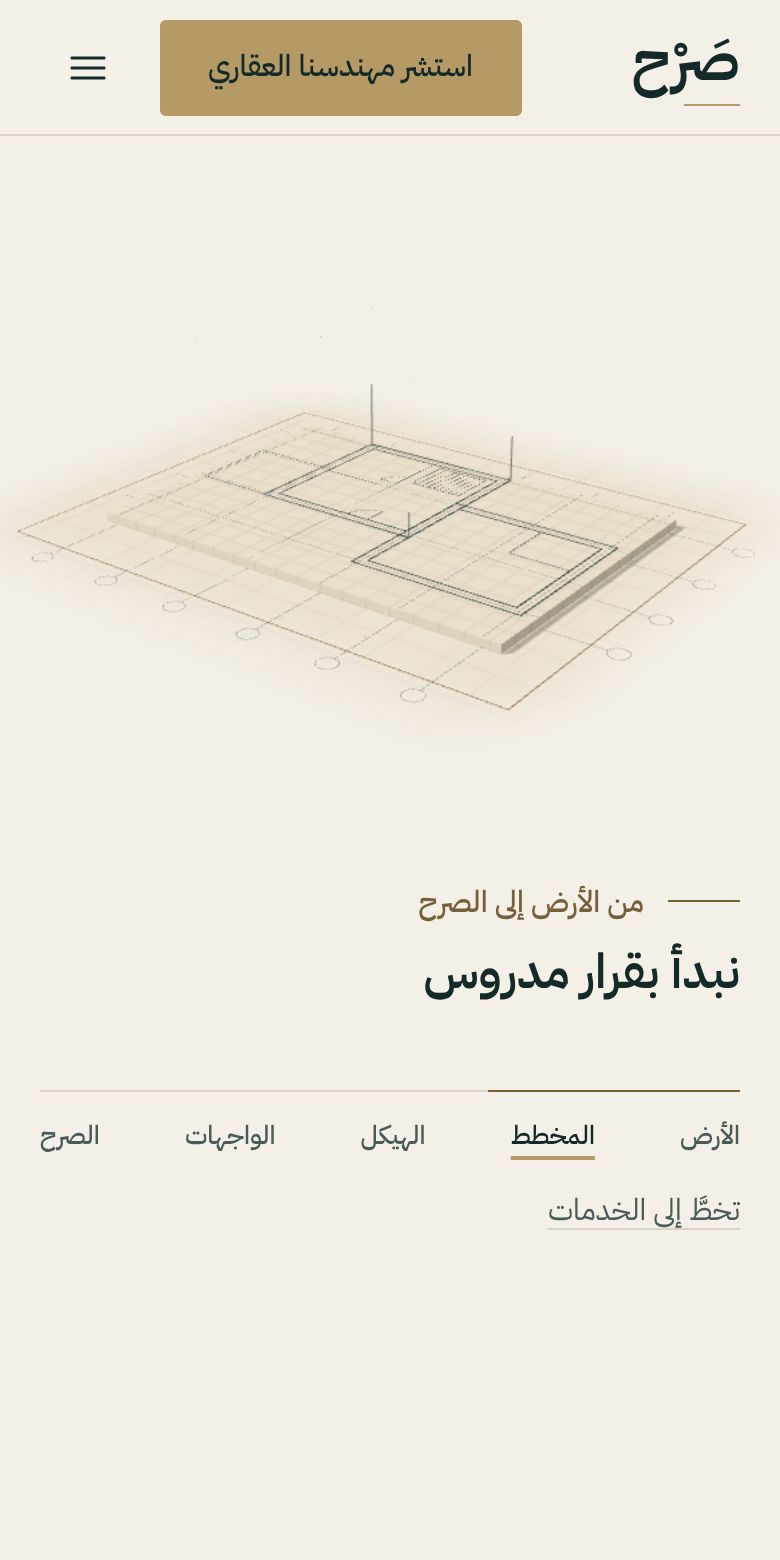 صَرْح
استشر مهندسنا العقاري
من الأرض إلى الصرح
نبدأ بقرار مدروس
الأرض المخطط الهيكل الواجهات الصرح
تخطَّ إلى الخدمات